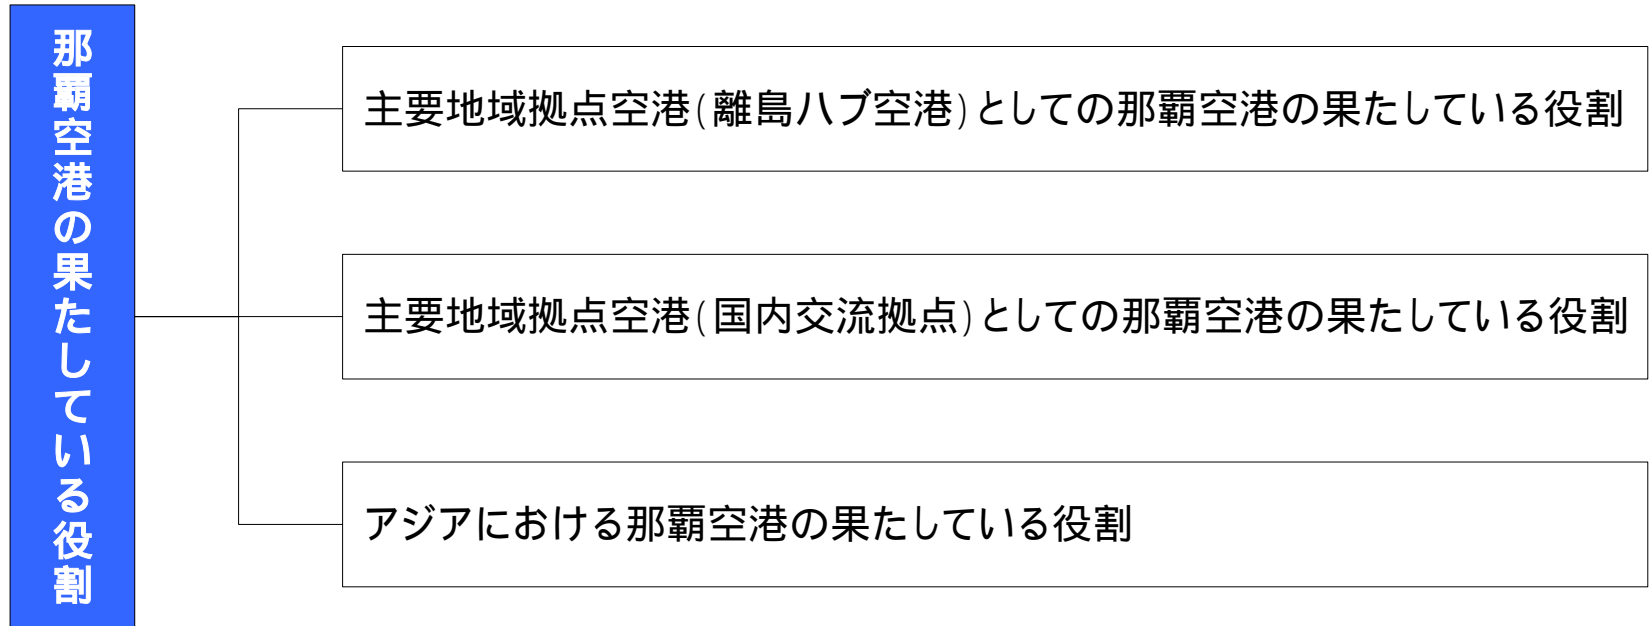 那覇空港の果たしている役割
主要地域拠点空港(離島ハブ空港)としての那覇空港の果たしている役割
主要地域拠点空港(国内交流拠点)としての那覇空港の果たしている役割
アジアにおける那覇空港の果たしている役割